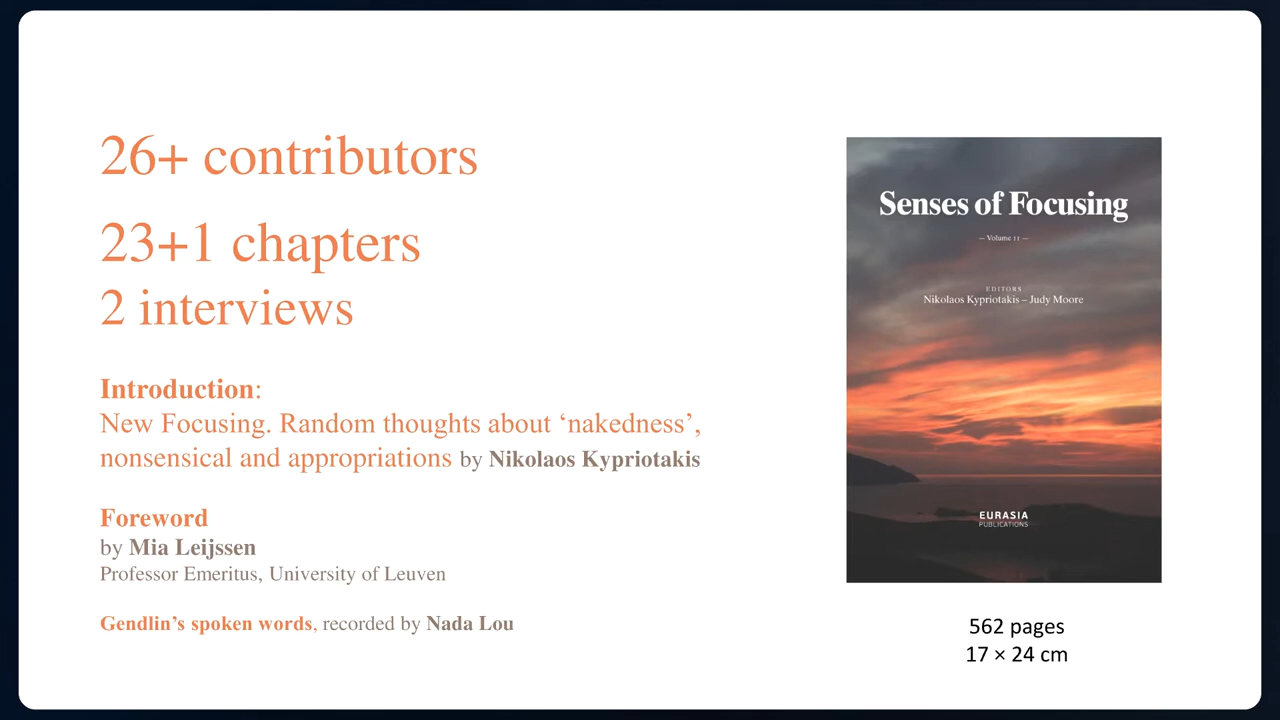 26+ contributors
23+1 chapters
2 interviews
Introduction:
New Focusing. Random thoughts about ‘nakedness’,
nonsensical and appropriations by Nikolaos Kypriotakis
Foreword
by Mia Leijssen
Professor Emeritus, University of Leuven
Gendlin’s spoken words, recorded by Nada Lou
Senses of Focusing
— Volume II —
EDITORS
Nikolaos Kypriotakis – Judy Moore
EURASIA
PUBLICATIONS
562 pages
17 × 24 cm